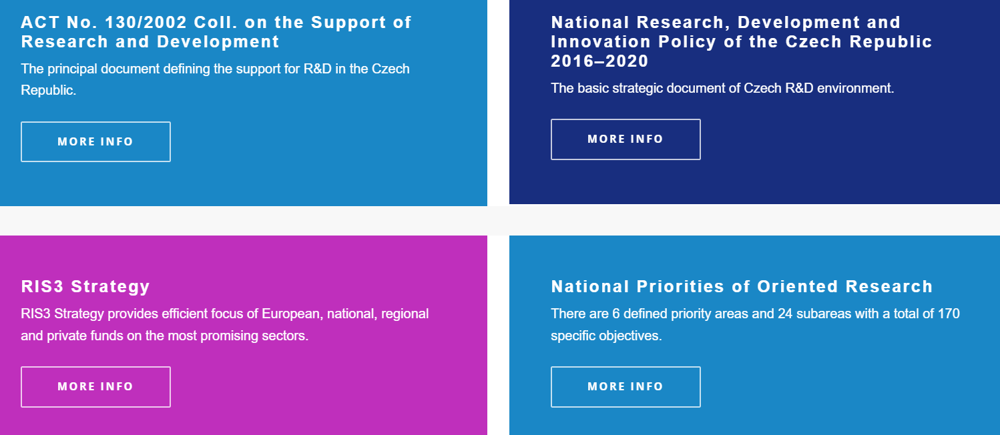 ACT No. 130/2002 Coll. on the Support of
Research and Development
The principal document defining the support for R&D in the Czech
Republic.
MORE INFO
National Research, Development and
Innovation Policy of the Czech Republic
2016–2020
The basic strategic document of Czech R&D environment.
MORE INFO
RIS3 Strategy
RIS3 Strategy provides efficient focus of European, national, regional
and private funds on the most promising sectors.
MORE INFO
National Priorities of Oriented Research
There are 6 defined priority areas and 24 subareas with a total of 170
specific objectives.
MORE INFO